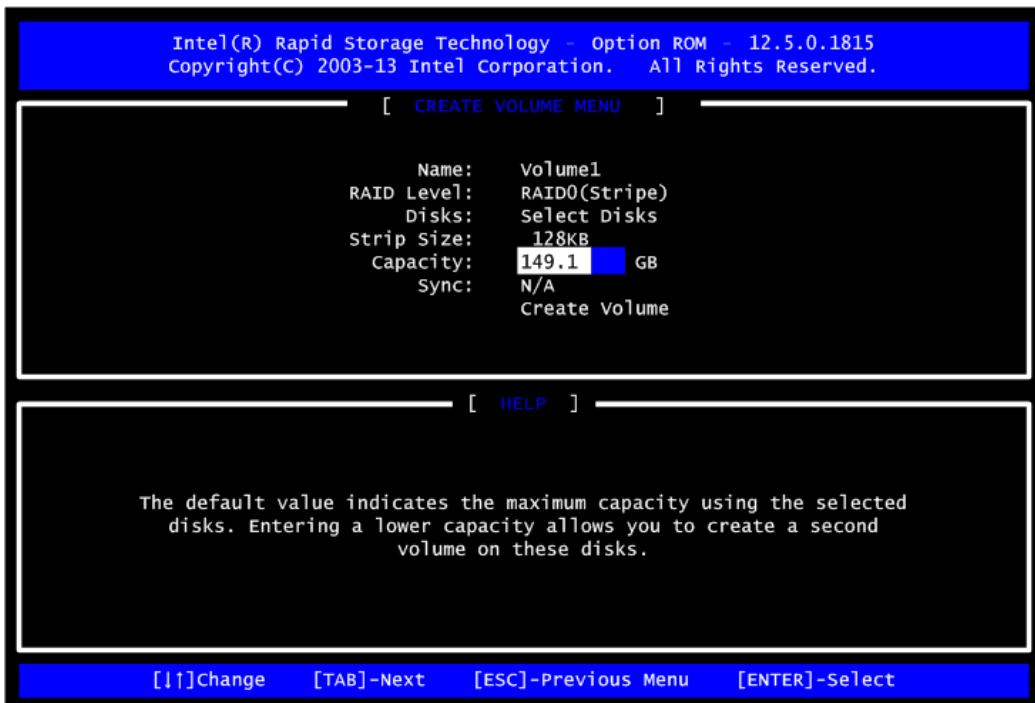 Intel(R) Rapid Storage Technology - Option ROM - 12.5.0.1815
Copyright(C) 2003-13 Intel Corporation. All Rights Reserved.
[ CREATE VOLUME MENU ]
Name: Volume1
RAID Level: RAID0(Stripe)
Disks: Select Disks
Strip Size: 128KB
Capacity: 149.1 GB
Sync: N/A
Create Volume
[ HELP ]
The default value indicates the maximum capacity using the selected
disks. Entering a lower capacity allows you to create a second
volume on these disks.
[↓↑]Change [TAB]-Next [ESC]-Previous Menu [ENTER]-Select